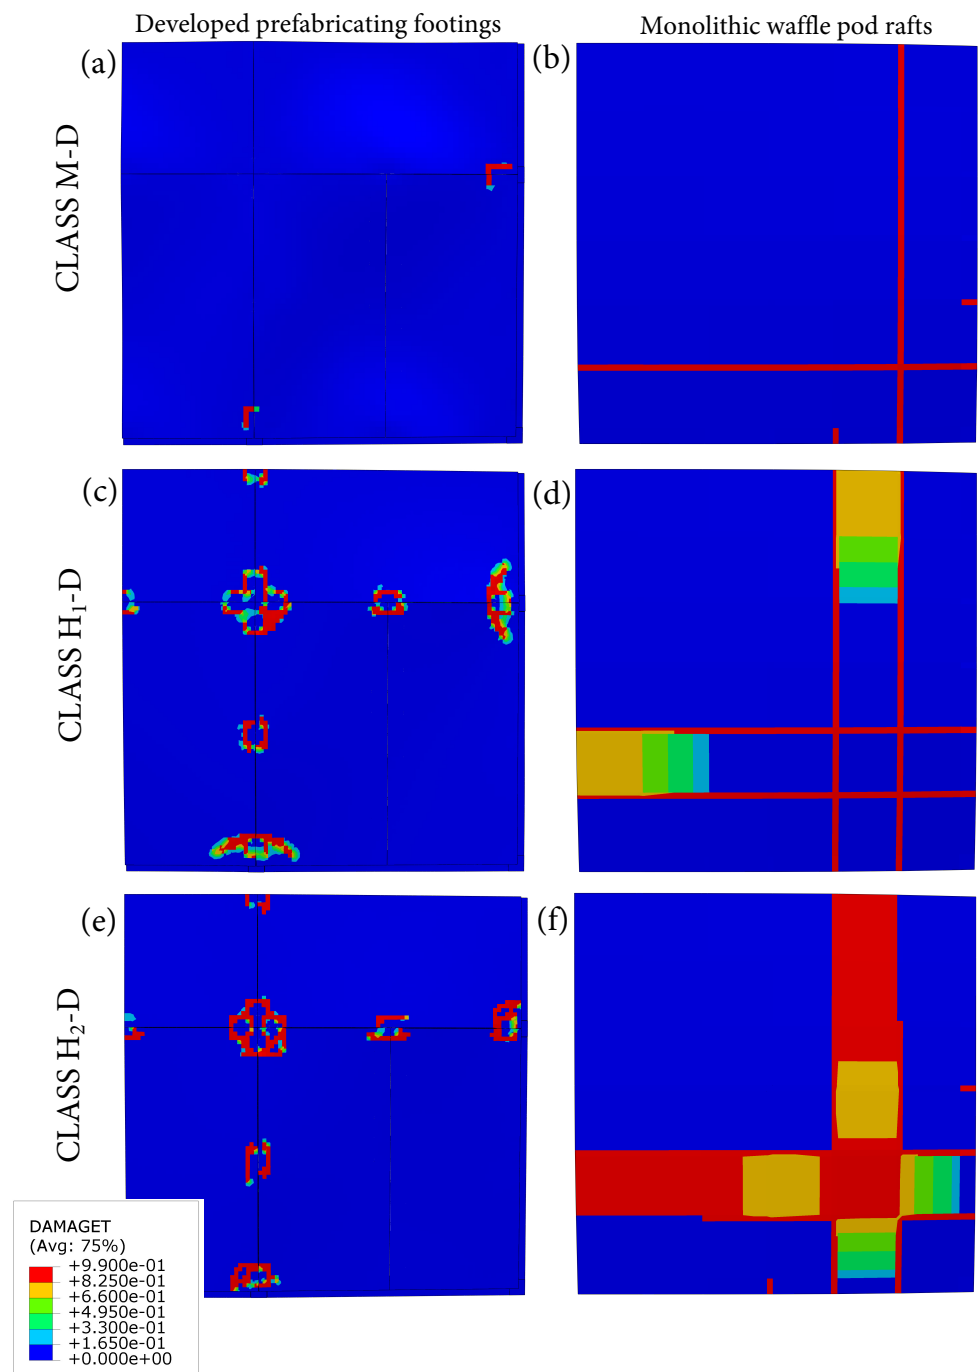 Developed prefabricating footings
Monolithic waffle pod rafts
(a)
(b)
CLASS M-D
(c)
(d)
CLASS H₁-D
(e)
(f)
CLASS H₂-D
DAMAGET
(Avg: 75%)
+9.900e-01
+8.250e-01
+6.600e-01
+4.950e-01
+3.300e-01
+1.650e-01
+0.000e+00